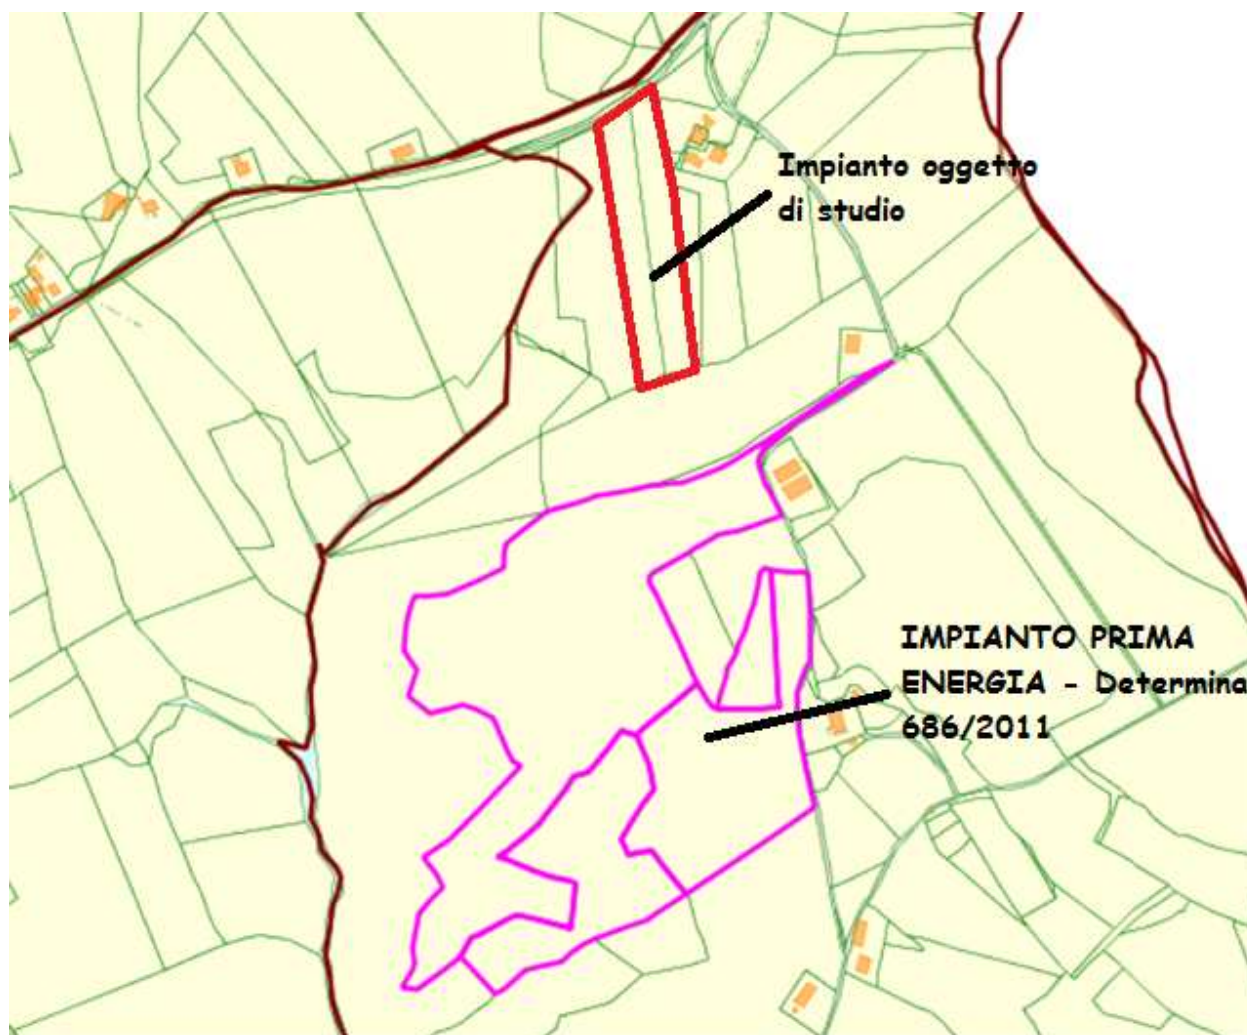 Impianto oggetto
di studio
IMPIANTO PRIMA
ENERGIA - Determina
686/2011